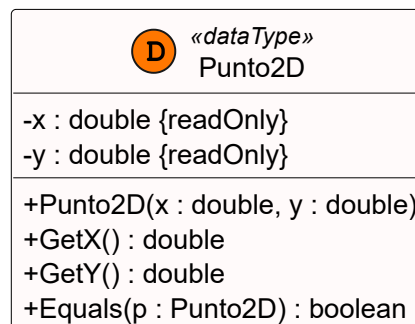 D
«dataType»
Punto2D
-x : double {readOnly}
-y : double {readOnly}
+Punto2D(x : double, y : double)
+GetX() : double
+GetY() : double
+Equals(p : Punto2D) : boolean